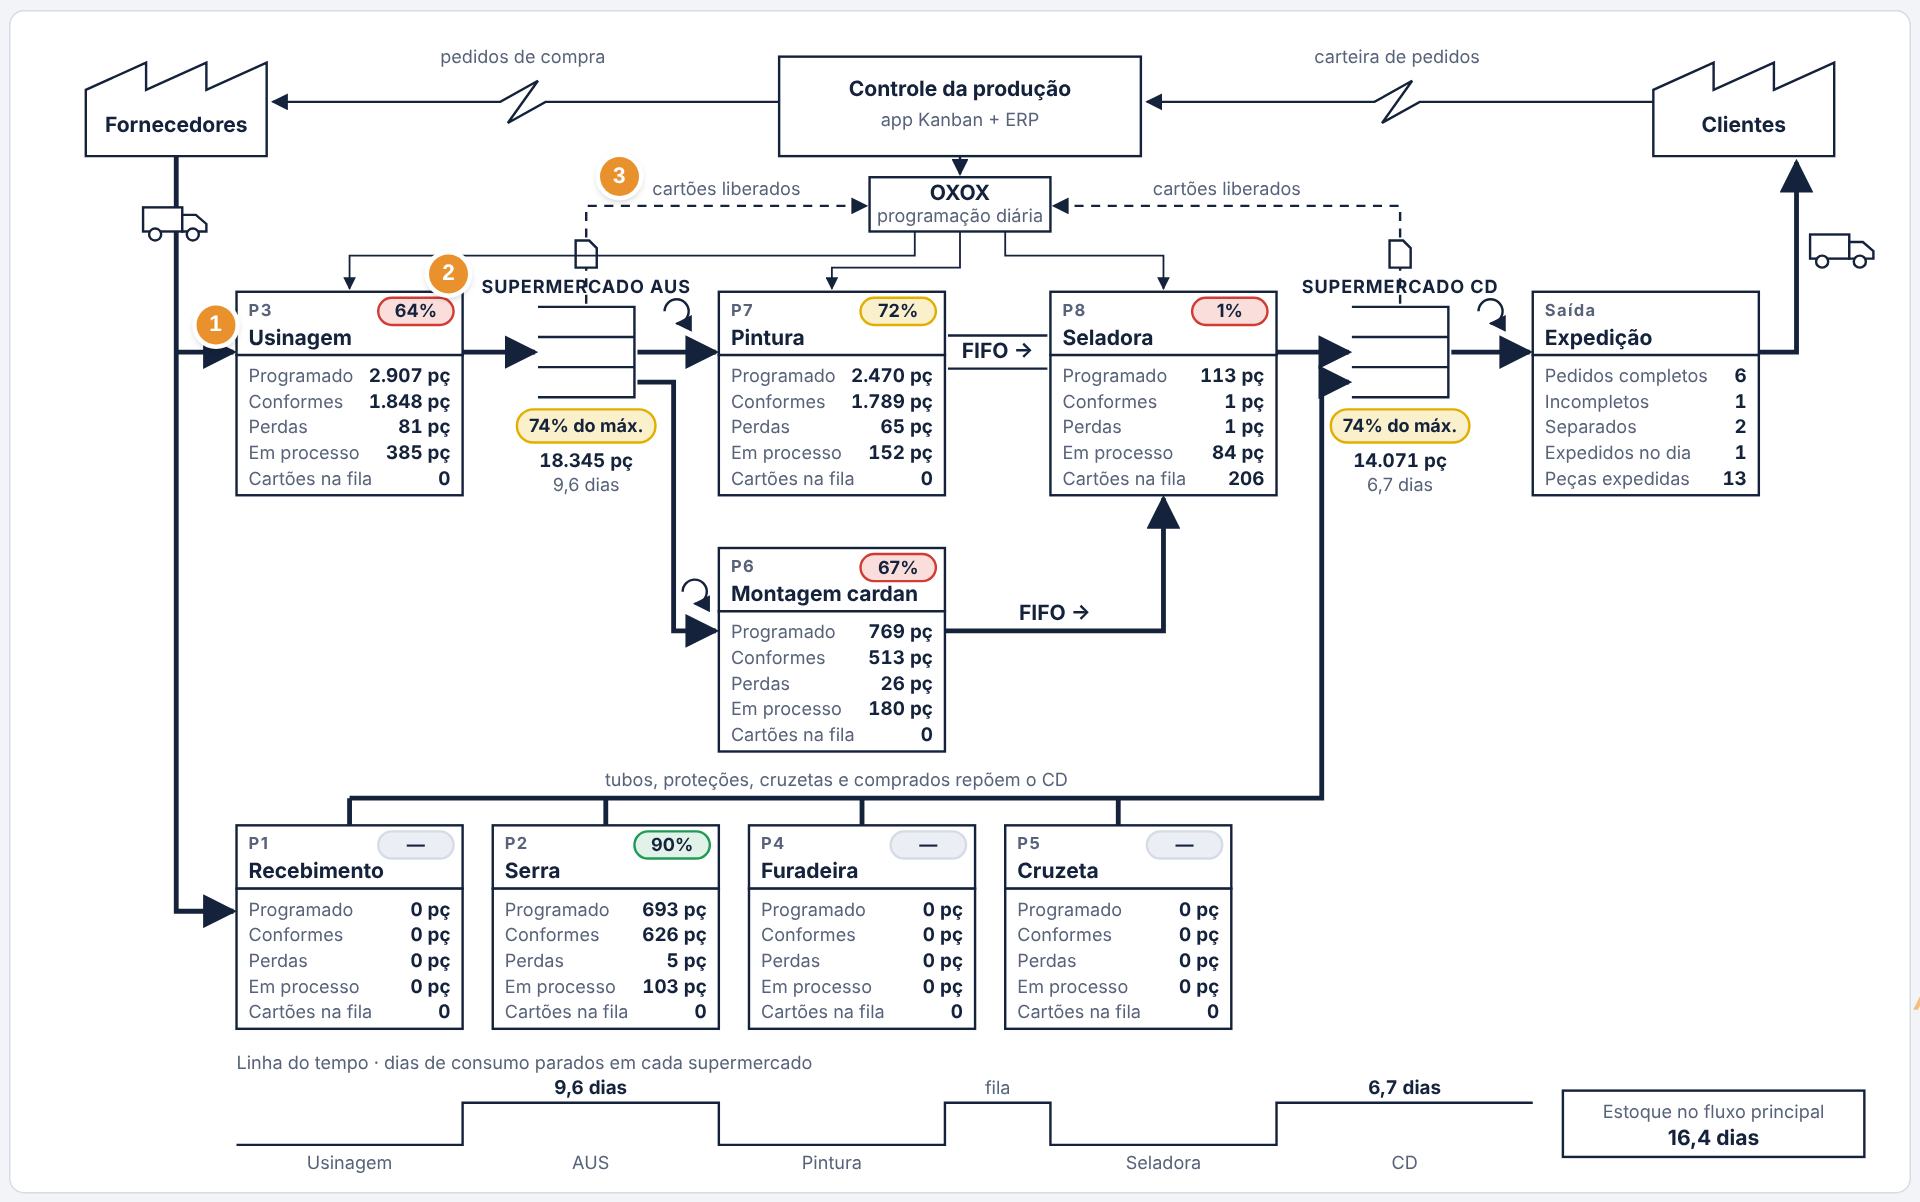 pedidos de compra
carteira de pedidos
Controle da produção
app Kanban + ERP
Fornecedores
Clientes
3
cartões liberados
OXOX
programação diária
cartões liberados
2
SUPERMERCADO AUS
SUPERMERCADO CD
1
P3
64%
Usinagem
Programado 2.907 pç
Conformes 1.848 pç
Perdas 81 pç
Em processo 385 pç
Cartões na fila 0
74% do máx.
18.345 pç
9,6 dias
P7
72%
Pintura
Programado 2.470 pç
Conformes 1.789 pç
Perdas 65 pç
Em processo 152 pç
Cartões na fila 0
FIFO →
P8
1%
Seladora
Programado 113 pç
Conformes 1 pç
Perdas 1 pç
Em processo 84 pç
Cartões na fila 206
74% do máx.
14.071 pç
6,7 dias
Saída
Expedição
Pedidos completos 6
Incompletos 1
Separados 2
Expedidos no dia 1
Peças expedidas 13
P6
67%
Montagem cardan
Programado 769 pç
Conformes 513 pç
Perdas 26 pç
Em processo 180 pç
Cartões na fila 0
FIFO →
tubos, proteções, cruzetas e comprados repõem o CD
P1
—
Recebimento
Programado 0 pç
Conformes 0 pç
Perdas 0 pç
Em processo 0 pç
Cartões na fila 0
P2
90%
Serra
Programado 693 pç
Conformes 626 pç
Perdas 5 pç
Em processo 103 pç
Cartões na fila 0
P4
—
Furadeira
Programado 0 pç
Conformes 0 pç
Perdas 0 pç
Em processo 0 pç
Cartões na fila 0
P5
—
Cruzeta
Programado 0 pç
Conformes 0 pç
Perdas 0 pç
Em processo 0 pç
Cartões na fila 0
Linha do tempo · dias de consumo parados em cada supermercado
9,6 dias
fila
6,7 dias
Usinagem
AUS
Pintura
Seladora
CD
Estoque no fluxo principal
16,4 dias